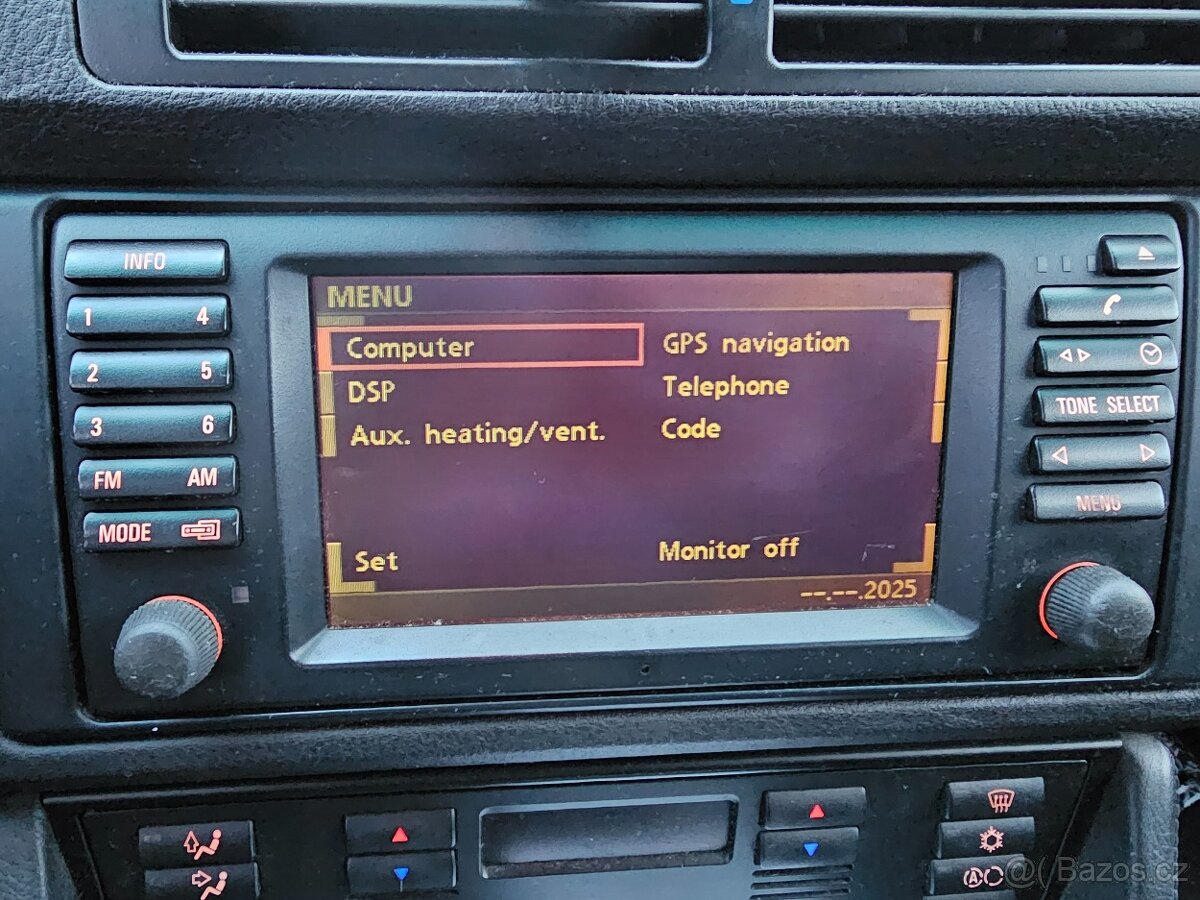 INFO
1 4
2 5
3 6
FM AM
MODE
MENU
Computer
DSP
Aux. heating/vent.
Set
GPS navigation
Telephone
Code
Monitor off
--.--.2025
TONE SELECT
MENU
A
@( Bazos.cz